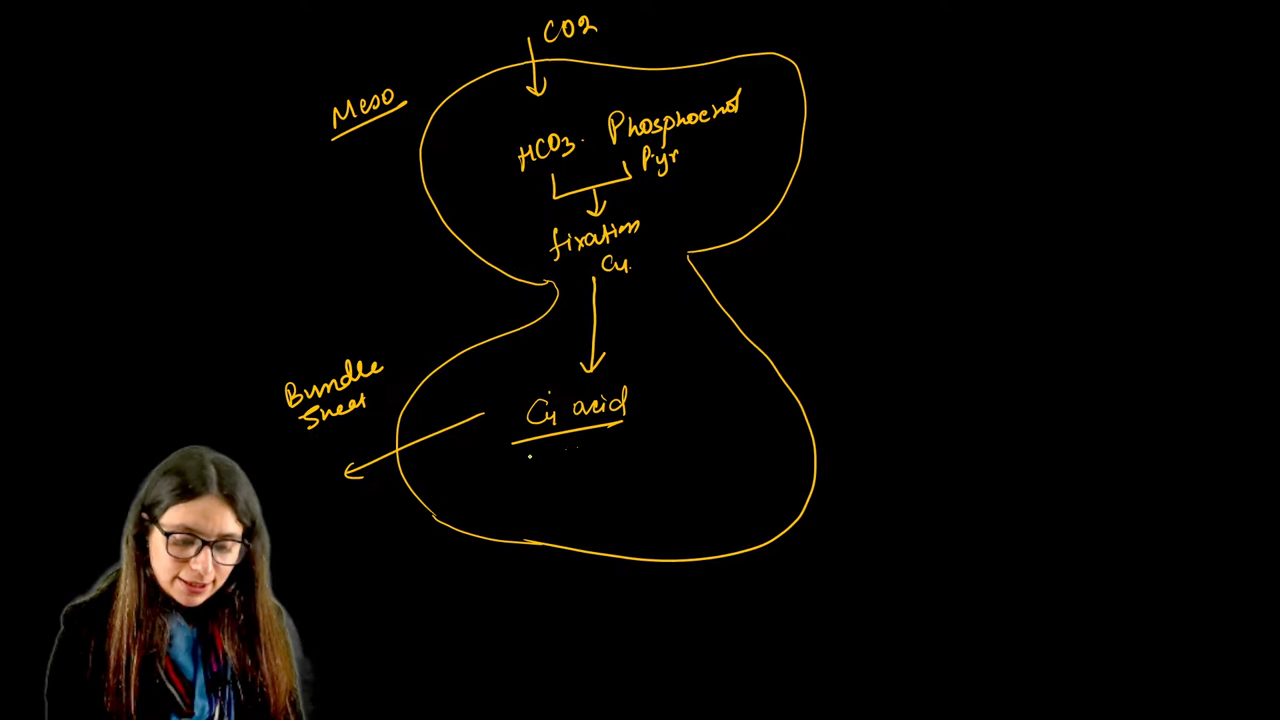 CO2
Meso
HCO3. Phosphoenol
Pyr
fixation
C4.
Bundle
Sheet
C4 acid